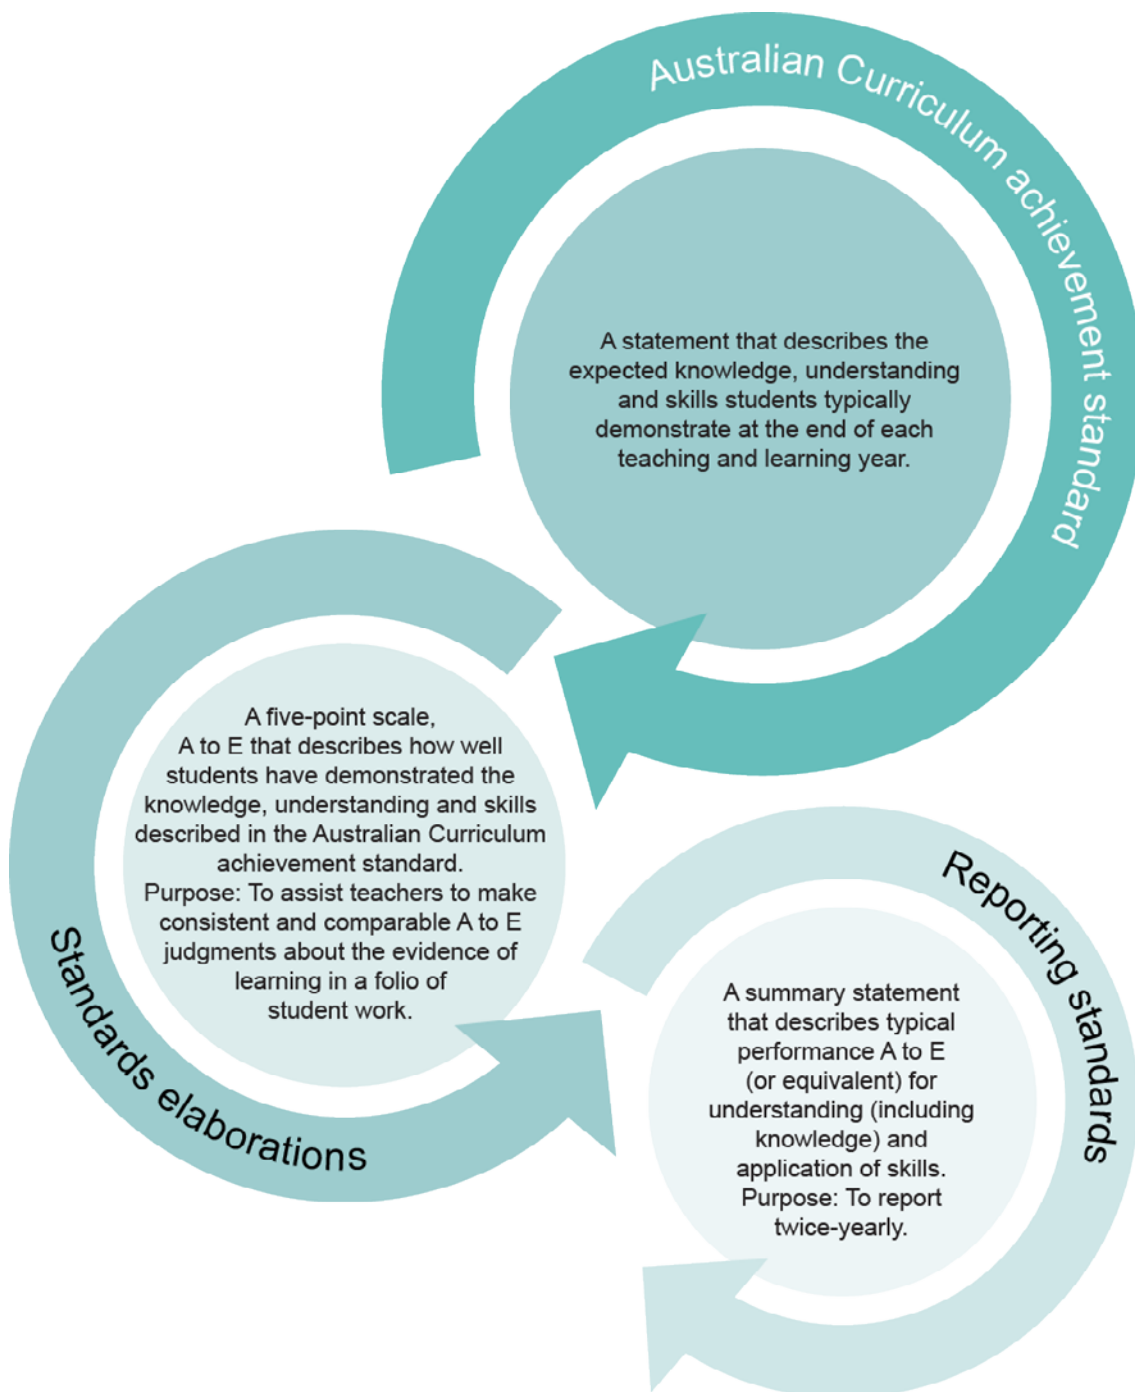 Australian Curriculum achievement standard
A statement that describes the
expected knowledge, understanding
and skills students typically
demonstrate at the end of each
teaching and learning year.
Standards elaborations
A five-point scale,
A to E that describes how well
students have demonstrated the
knowledge, understanding and skills
described in the Australian Curriculum
achievement standard.
Purpose: To assist teachers to make
consistent and comparable A to E
judgments about the evidence of
learning in a folio of
student work.
Reporting standards
A summary statement
that describes typical
performance A to E
(or equivalent) for
understanding (including
knowledge) and
application of skills.
Purpose: To report
twice-yearly.